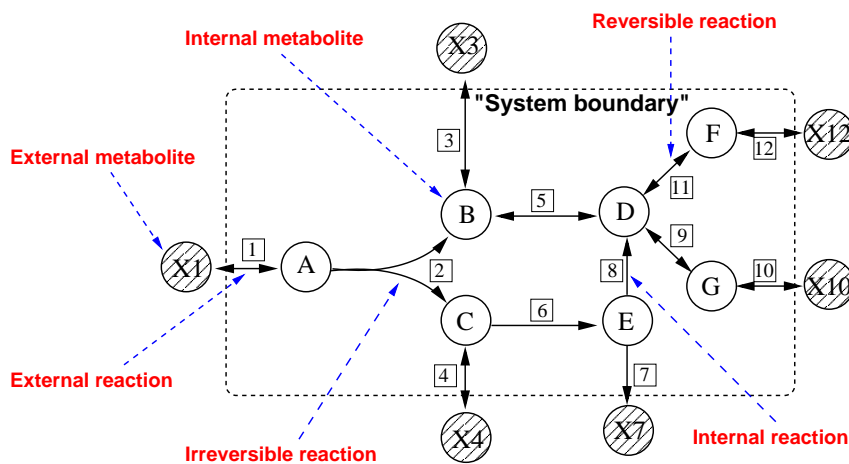 Reversible reaction
Internal metabolite
X3
"System boundary"
F
X12
12
3
External metabolite
11
B
5
D
1
9
X1
A
2
8
G
10
X10
C
6
E
External reaction
4
7
X4
X7
Internal reaction
Irreversible reaction